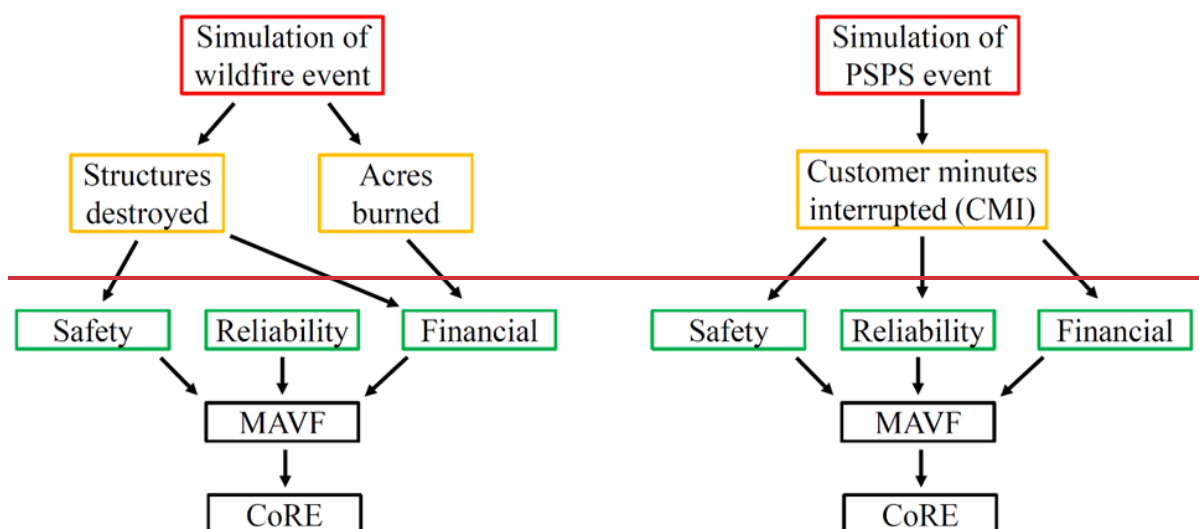 Simulation of
wildfire event
Structures
destroyed
Acres
burned
Safety
Reliability
Financial
MAVF
CoRE
Simulation of
PSPS event
Customer minutes
interrupted (CMI)
Safety
Reliability
Financial
MAVF
CoRE